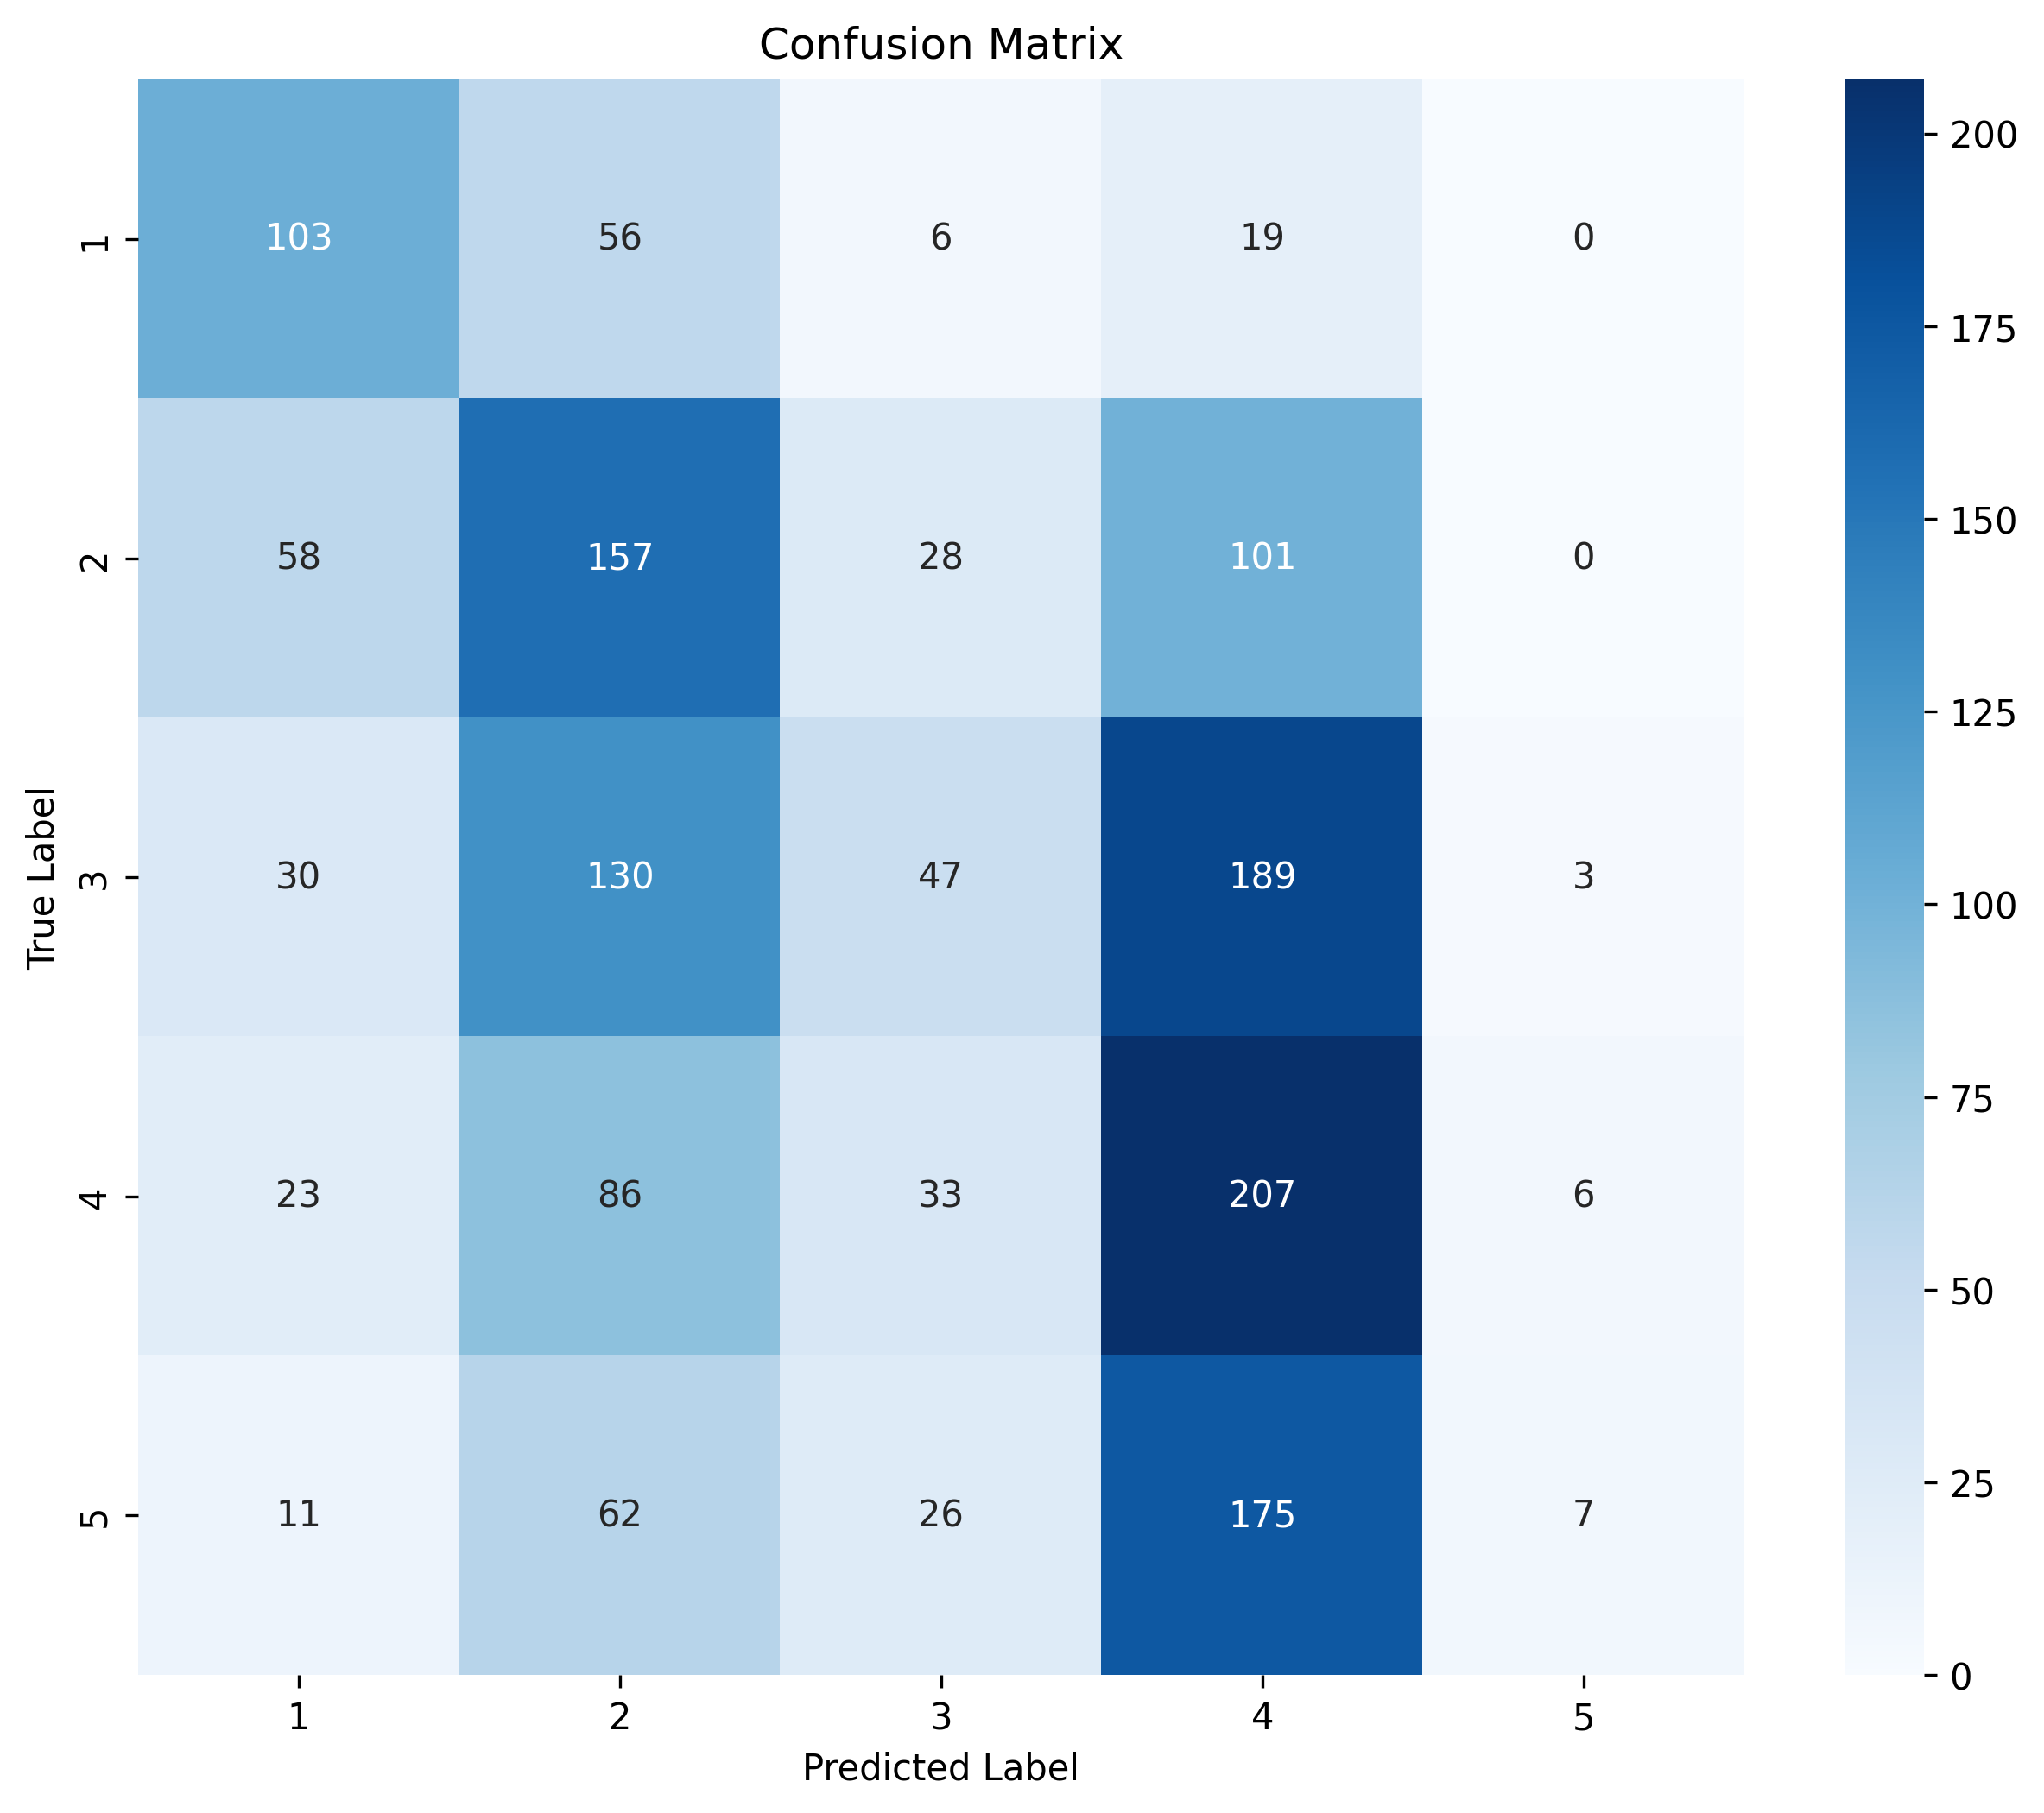 Confusion Matrix
True Label
1 103 56 6 19 0
2 58 157 28 101 0
3 30 130 47 189 3
4 23 86 33 207 6
5 11 62 26 175 7
1 2 3 4 5
Predicted Label
200
175
150
125
100
75
50
25
0